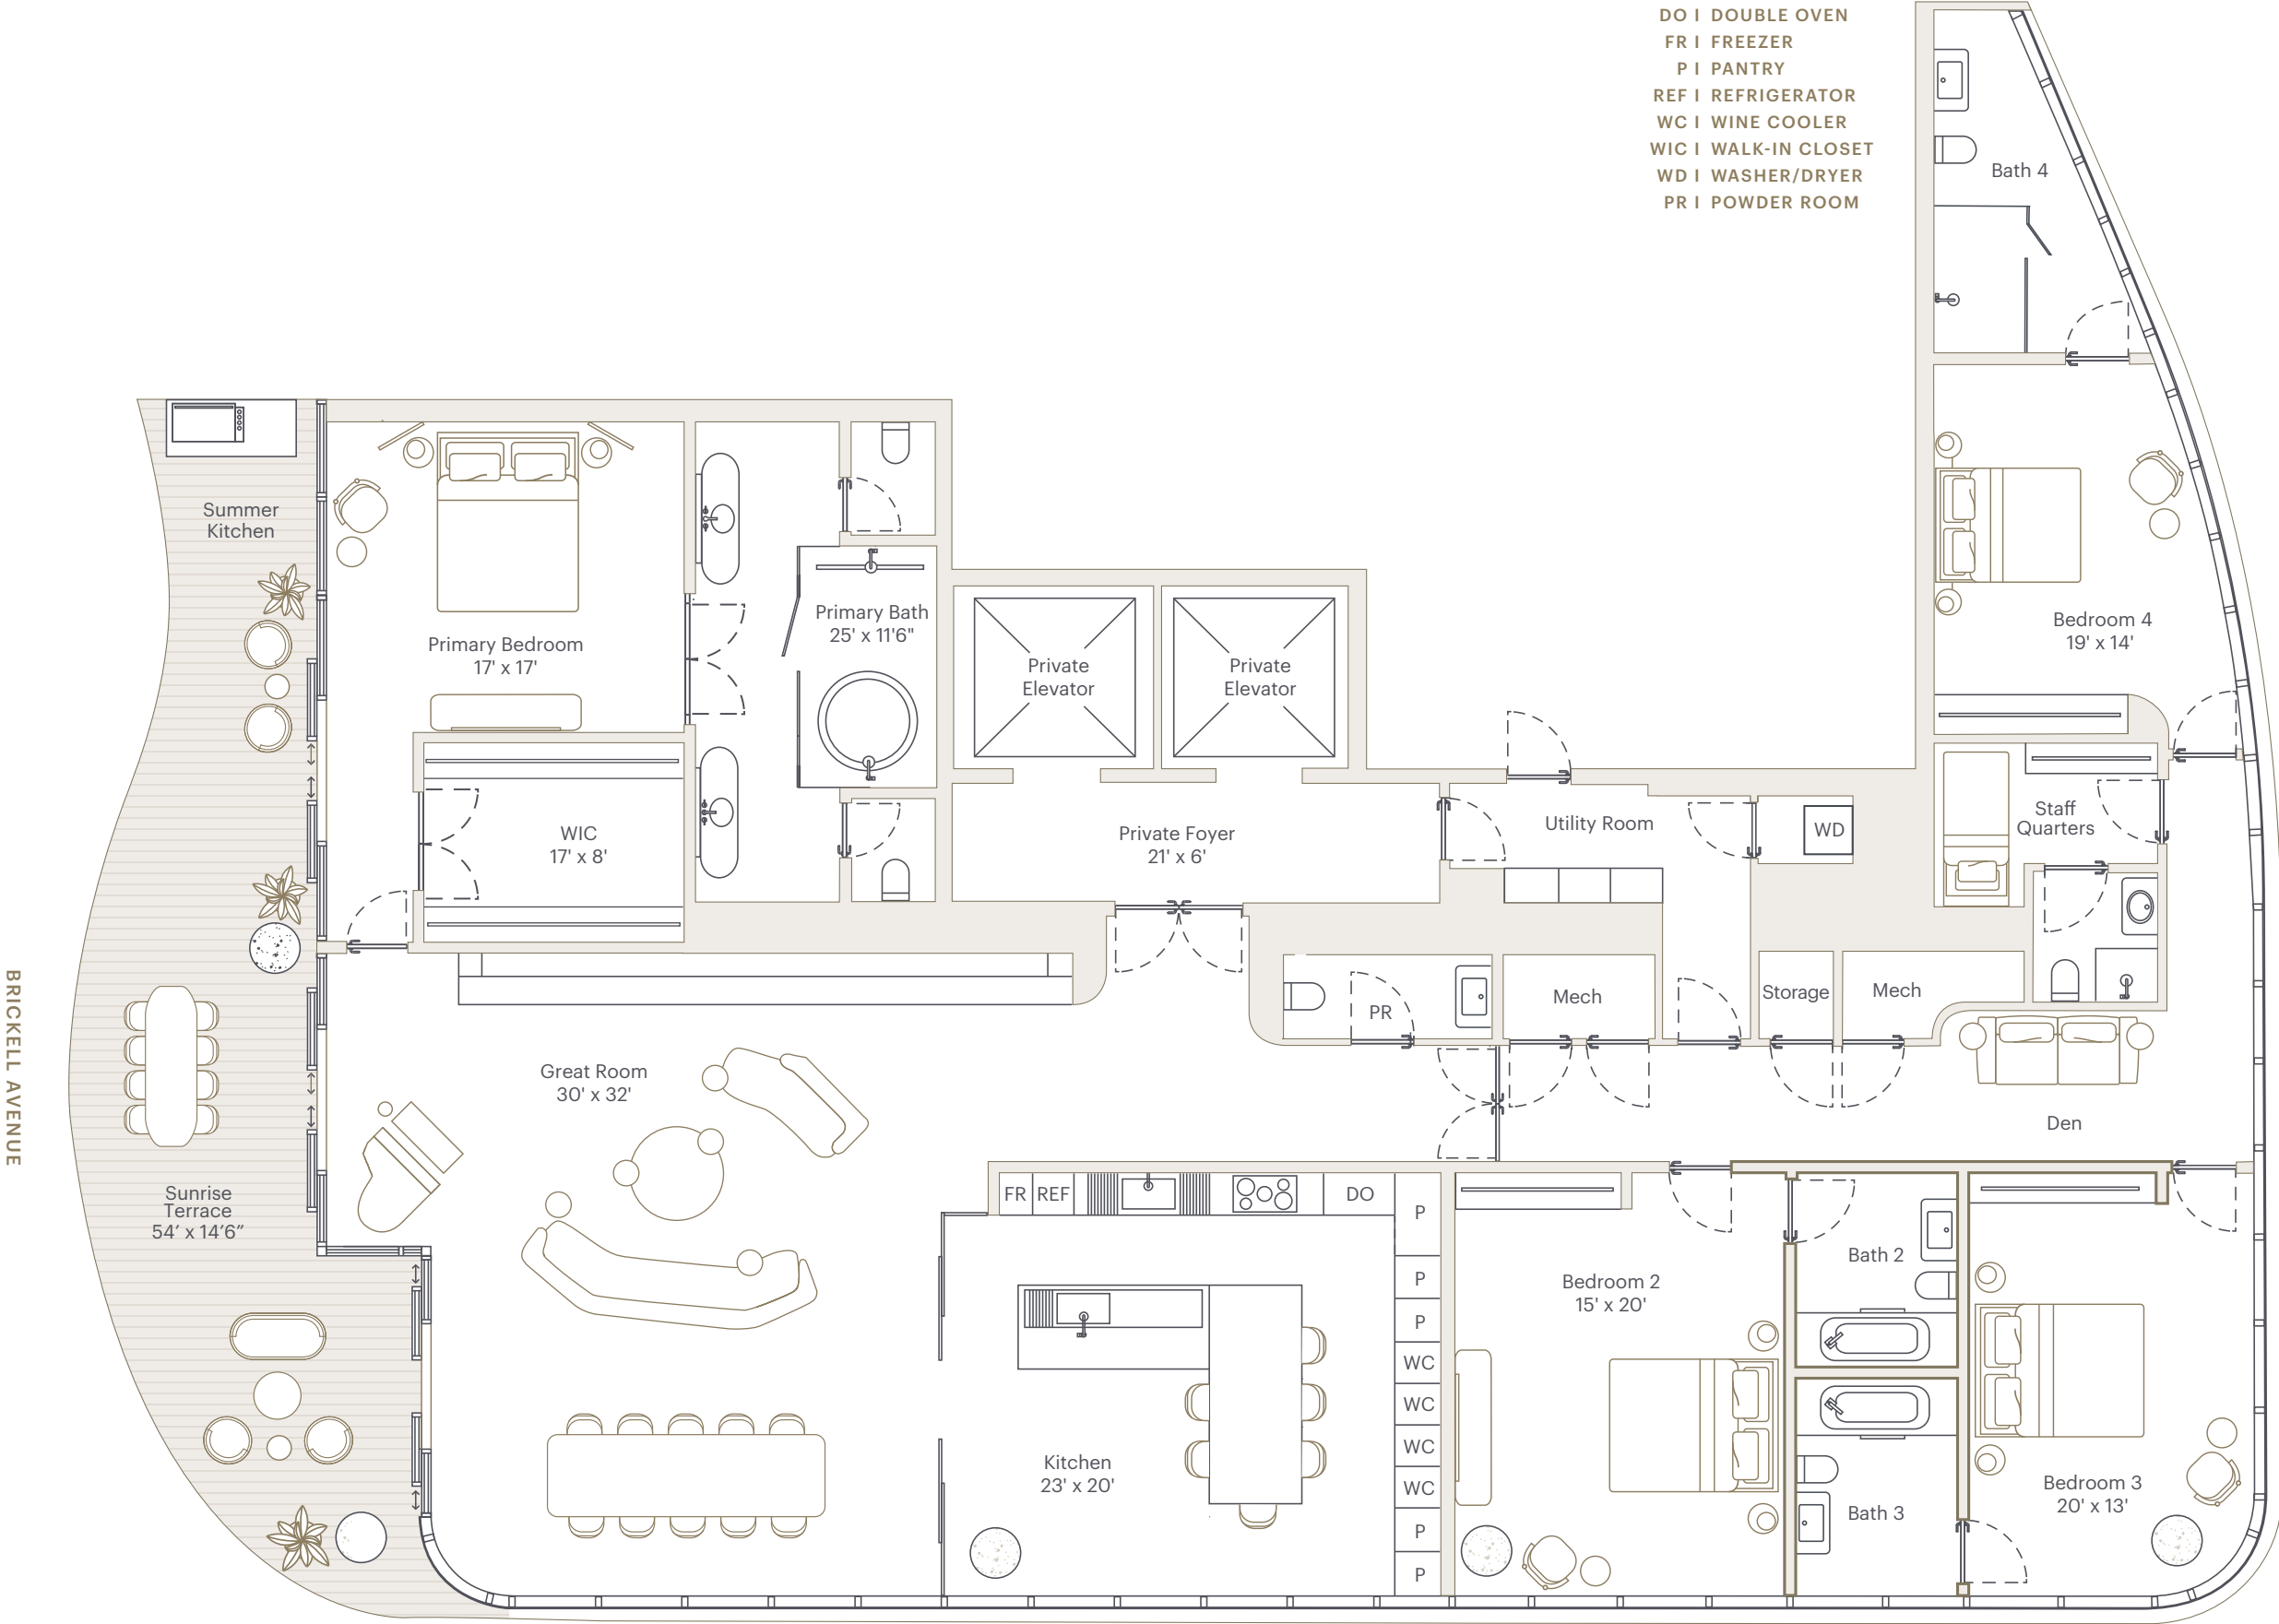 DO I DOUBLE OVEN
FR I FREEZER
P I PANTRY
REF I REFRIGERATOR
WC I WINE COOLER
WIC I WALK-IN CLOSET
WD I WASHER/DRYER
PR I POWDER ROOM
Bath 4
Summer
Kitchen
Primary Bedroom
17' x 17'
Primary Bath
25' x 11'6"
Private
Elevator
Private
Elevator
Bedroom 4
19' x 14'
WIC
17' x 8'
Private Foyer
21' x 6'
Utility Room
WD
Staff
Quarters
BRICKELL AVENUE
PR
Mech
Storage
Mech
Great Room
30' x 32'
Den
Sunrise
Terrace
54' x 14'6"
FR
REF
DO
P
P
P
WC
WC
WC
WC
P
P
Bedroom 2
15' x 20'
Bath 2
Kitchen
23' x 20'
Bath 3
Bedroom 3
20' x 13'